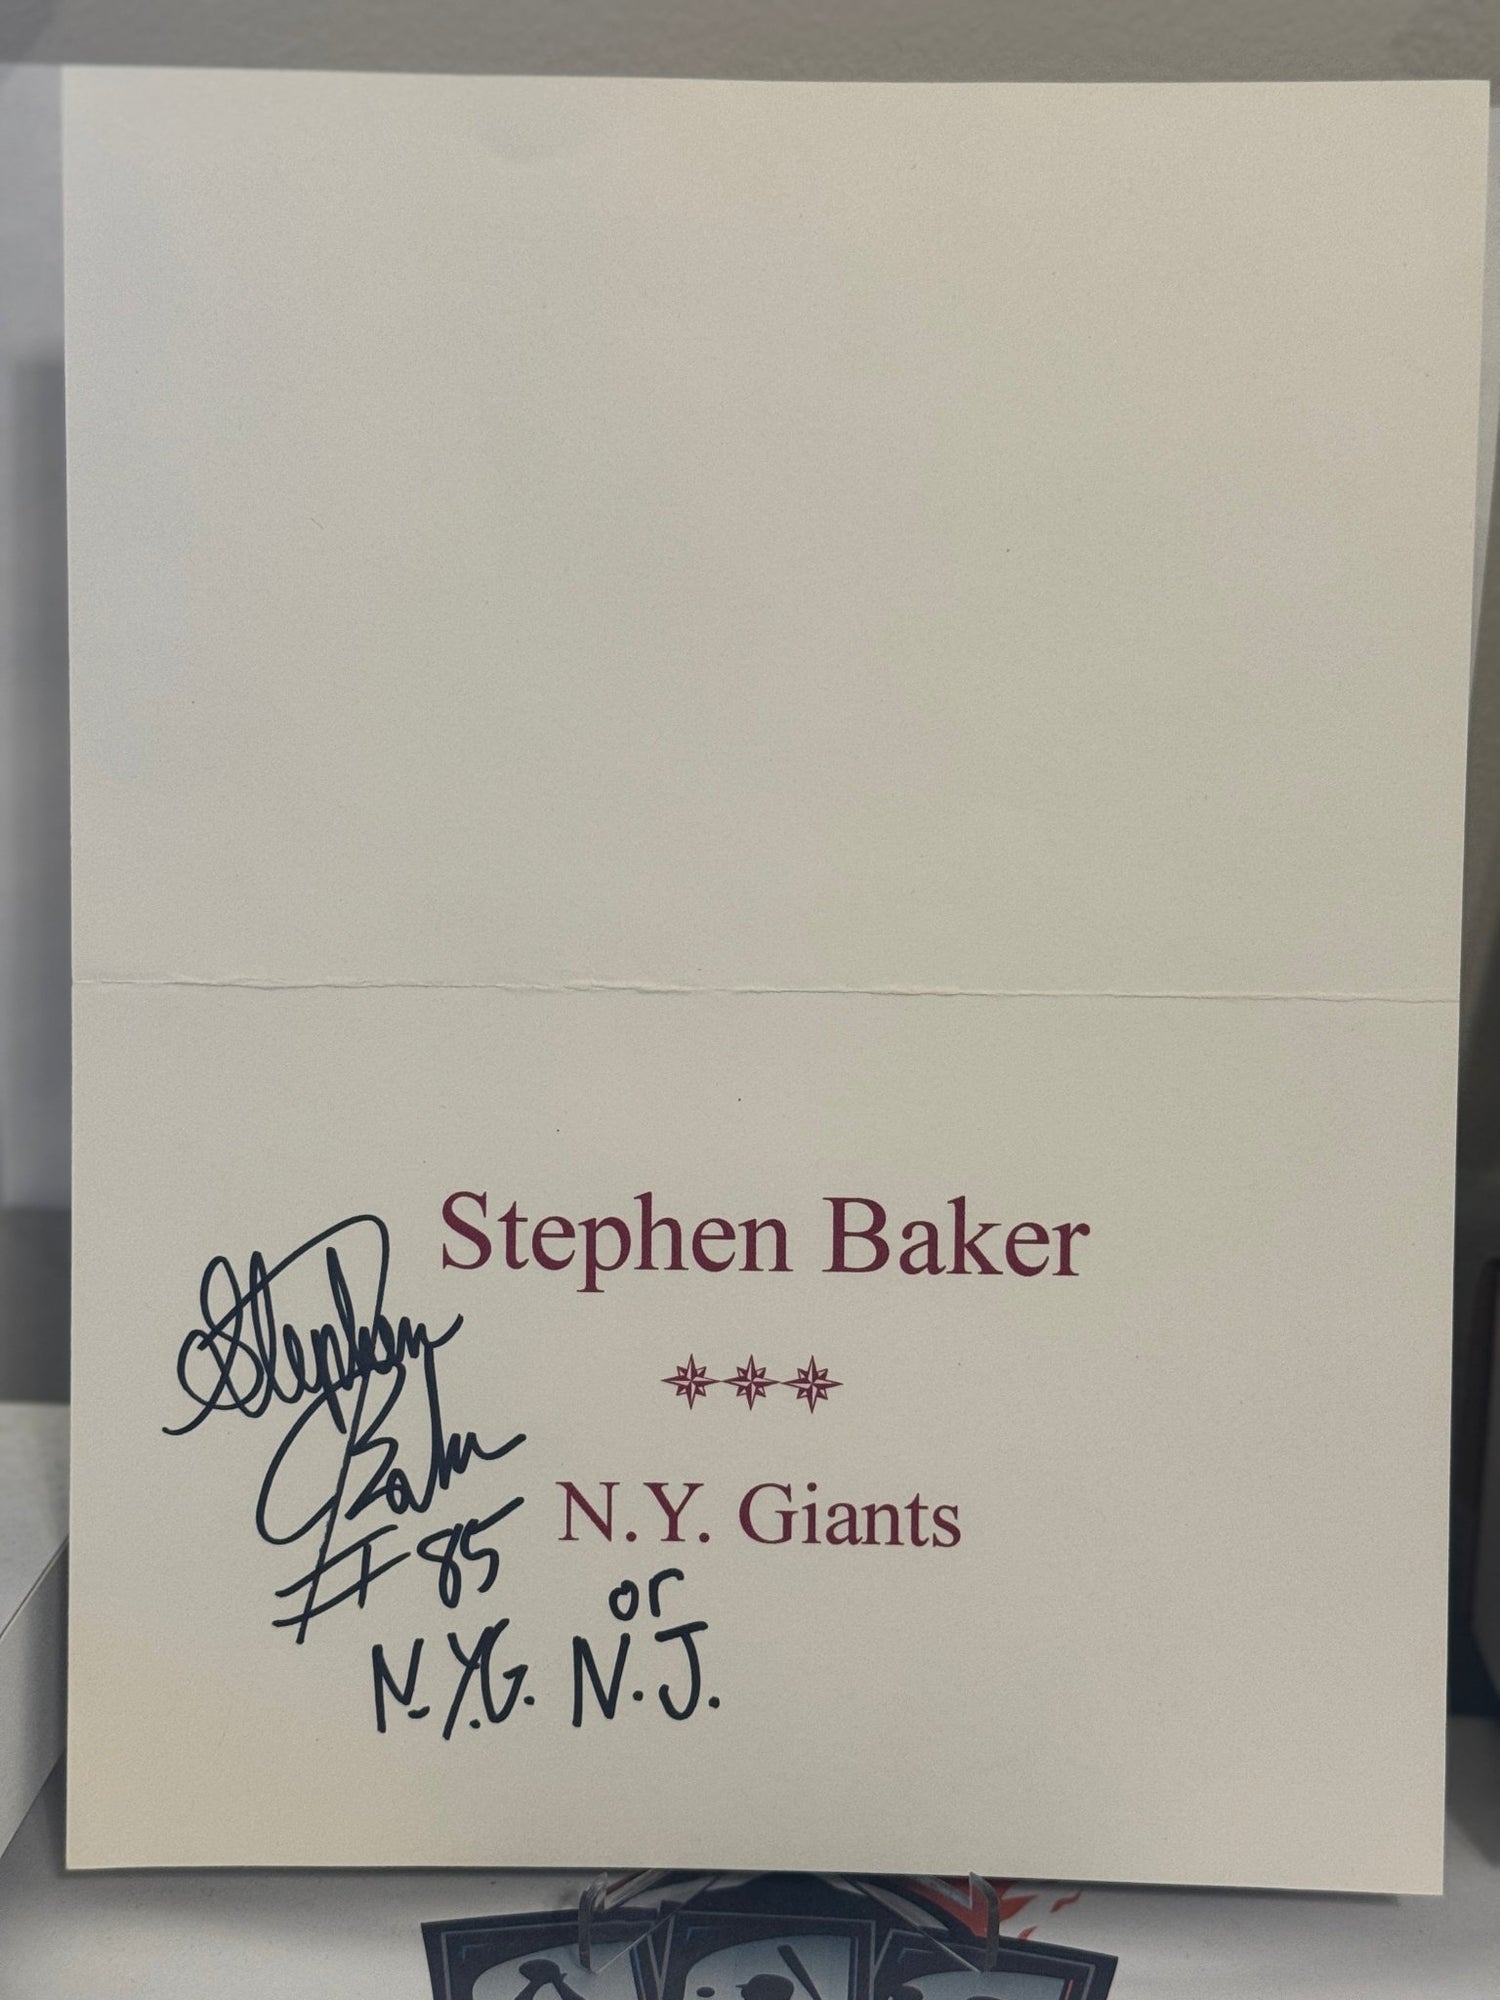 Stephen Baker
N.Y. Giants
Stephen
Baker
#85
or
N.Y.G. N.J.